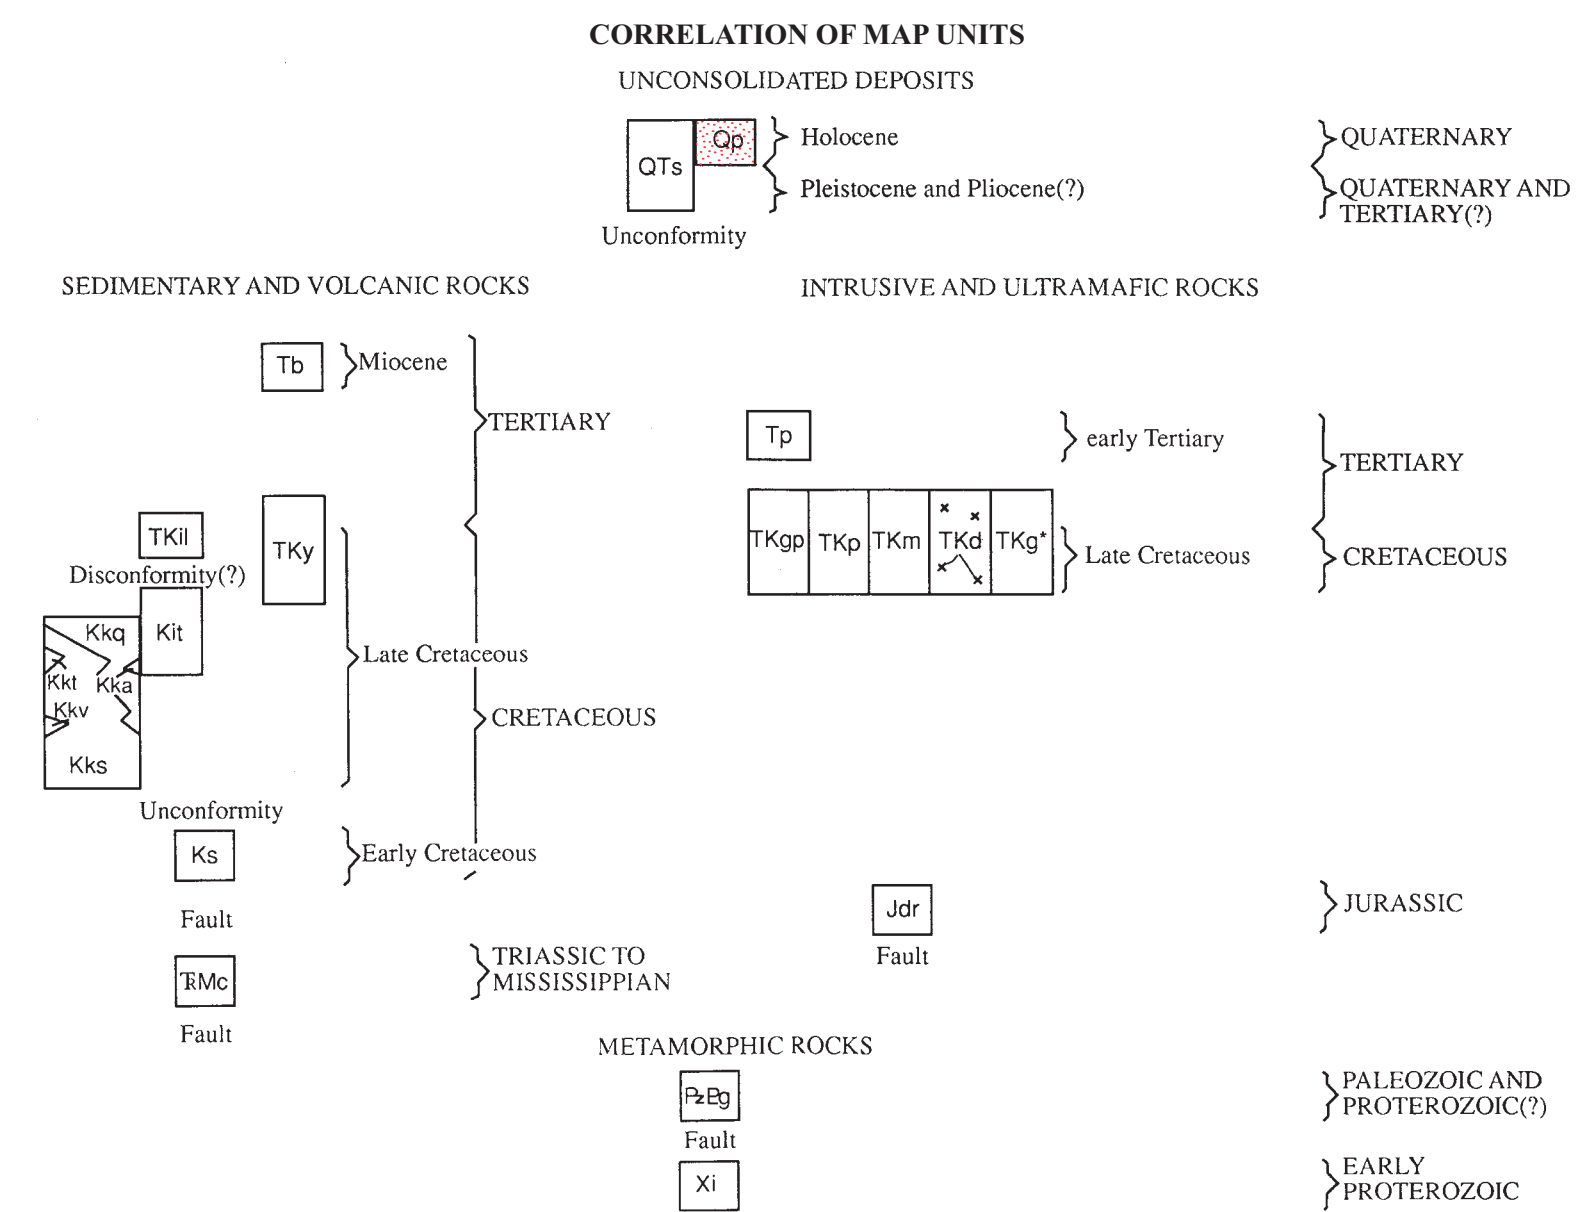 CORRELATION OF MAP UNITS
UNCONSOLIDATED DEPOSITS
Qp
Holocene
QUATERNARY
QTs
Pleistocene and Pliocene(?)
QUATERNARY AND
TERTIARY(?)
Unconformity
SEDIMENTARY AND VOLCANIC ROCKS
INTRUSIVE AND ULTRAMAFIC ROCKS
Tb
Miocene
TERTIARY
Tp
early Tertiary
TERTIARY
TKil
TKy
TKgp
TKp
TKm
TKd
TKg*
Late Cretaceous
CRETACEOUS
Disconformity(?)
Kkq
Kit
Late Cretaceous
Kkt
Kka
Kkv
CRETACEOUS
Kks
Unconformity
Ks
Early Cretaceous
Fault
Jdr
JURASSIC
Fault
TRMc
TRIASSIC TO
MISSISSIPPIAN
Fault
METAMORPHIC ROCKS
PzPg
PALEOZOIC AND
PROTEROZOIC(?)
Fault
Xi
EARLY
PROTEROZOIC